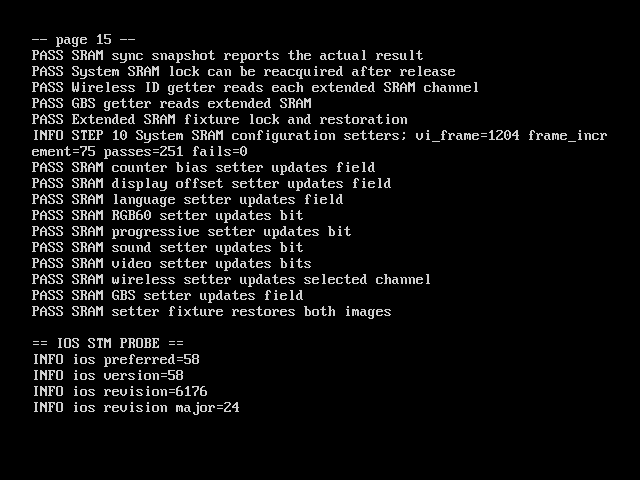 -- page 15 --
PASS SRAM sync snapshot reports the actual result
PASS System SRAM lock can be reacquired after release
PASS Wireless ID getter reads each extended SRAM channel
PASS GBS getter reads extended SRAM
PASS Extended SRAM fixture lock and restoration
INFO STEP 10 System SRAM configuration setters; vi_frame=1204 frame_incr
ement=75 passes=251 fails=0
PASS SRAM counter bias setter updates field
PASS SRAM display offset setter updates field
PASS SRAM language setter updates field
PASS SRAM RGB60 setter updates bit
PASS SRAM progressive setter updates bit
PASS SRAM sound setter updates bit
PASS SRAM video setter updates bits
PASS SRAM wireless setter updates selected channel
PASS SRAM GBS setter updates field
PASS SRAM setter fixture restores both images
== IOS STM PROBE ==
INFO ios preferred=58
INFO ios version=58
INFO ios revision=6176
INFO ios revision major=24